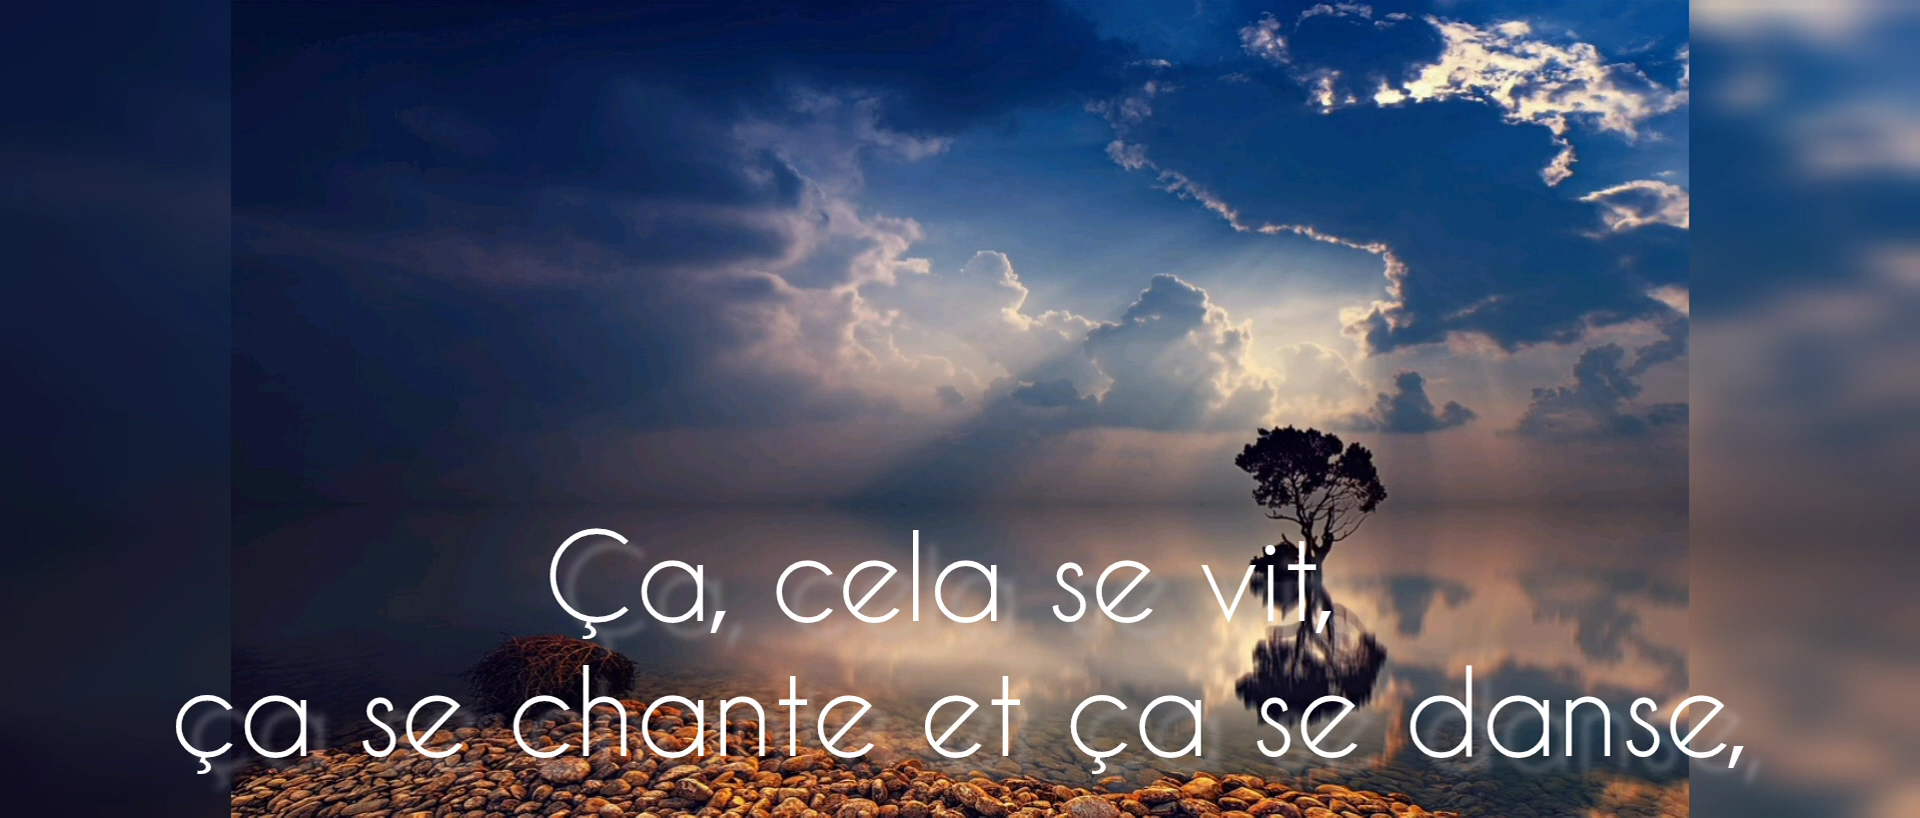 Ça, cela se vit,
ça se chante et ça se danse,